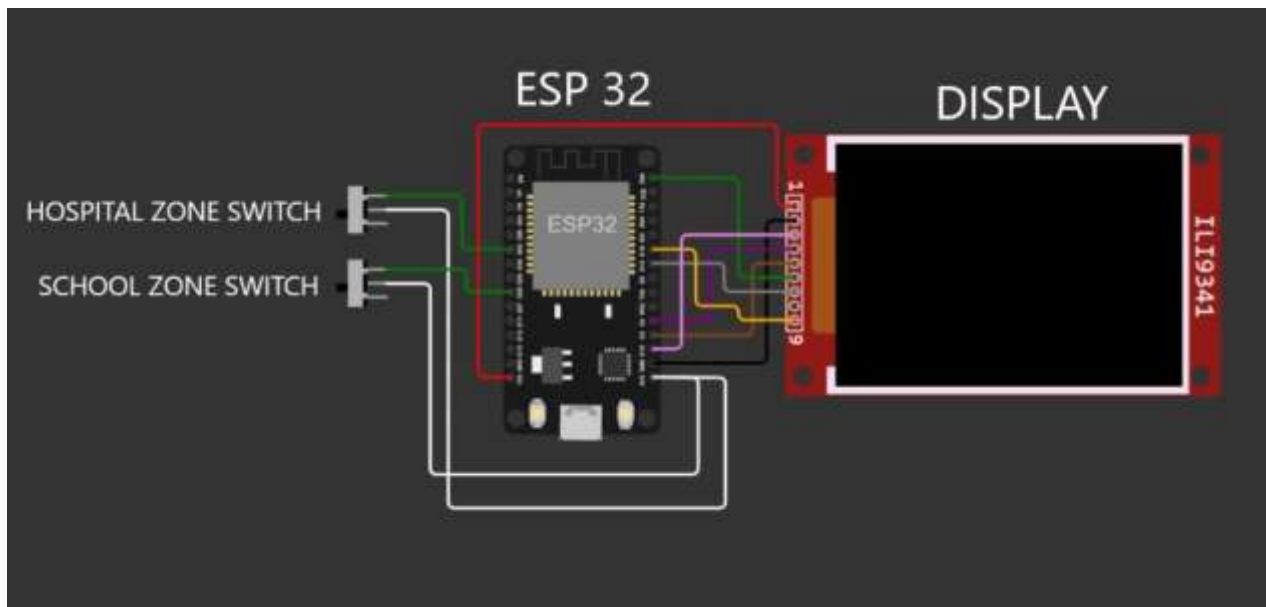 ESP 32
DISPLAY
HOSPITAL ZONE SWITCH
ESP32
1
ILI9341
SCHOOL ZONE SWITCH
9